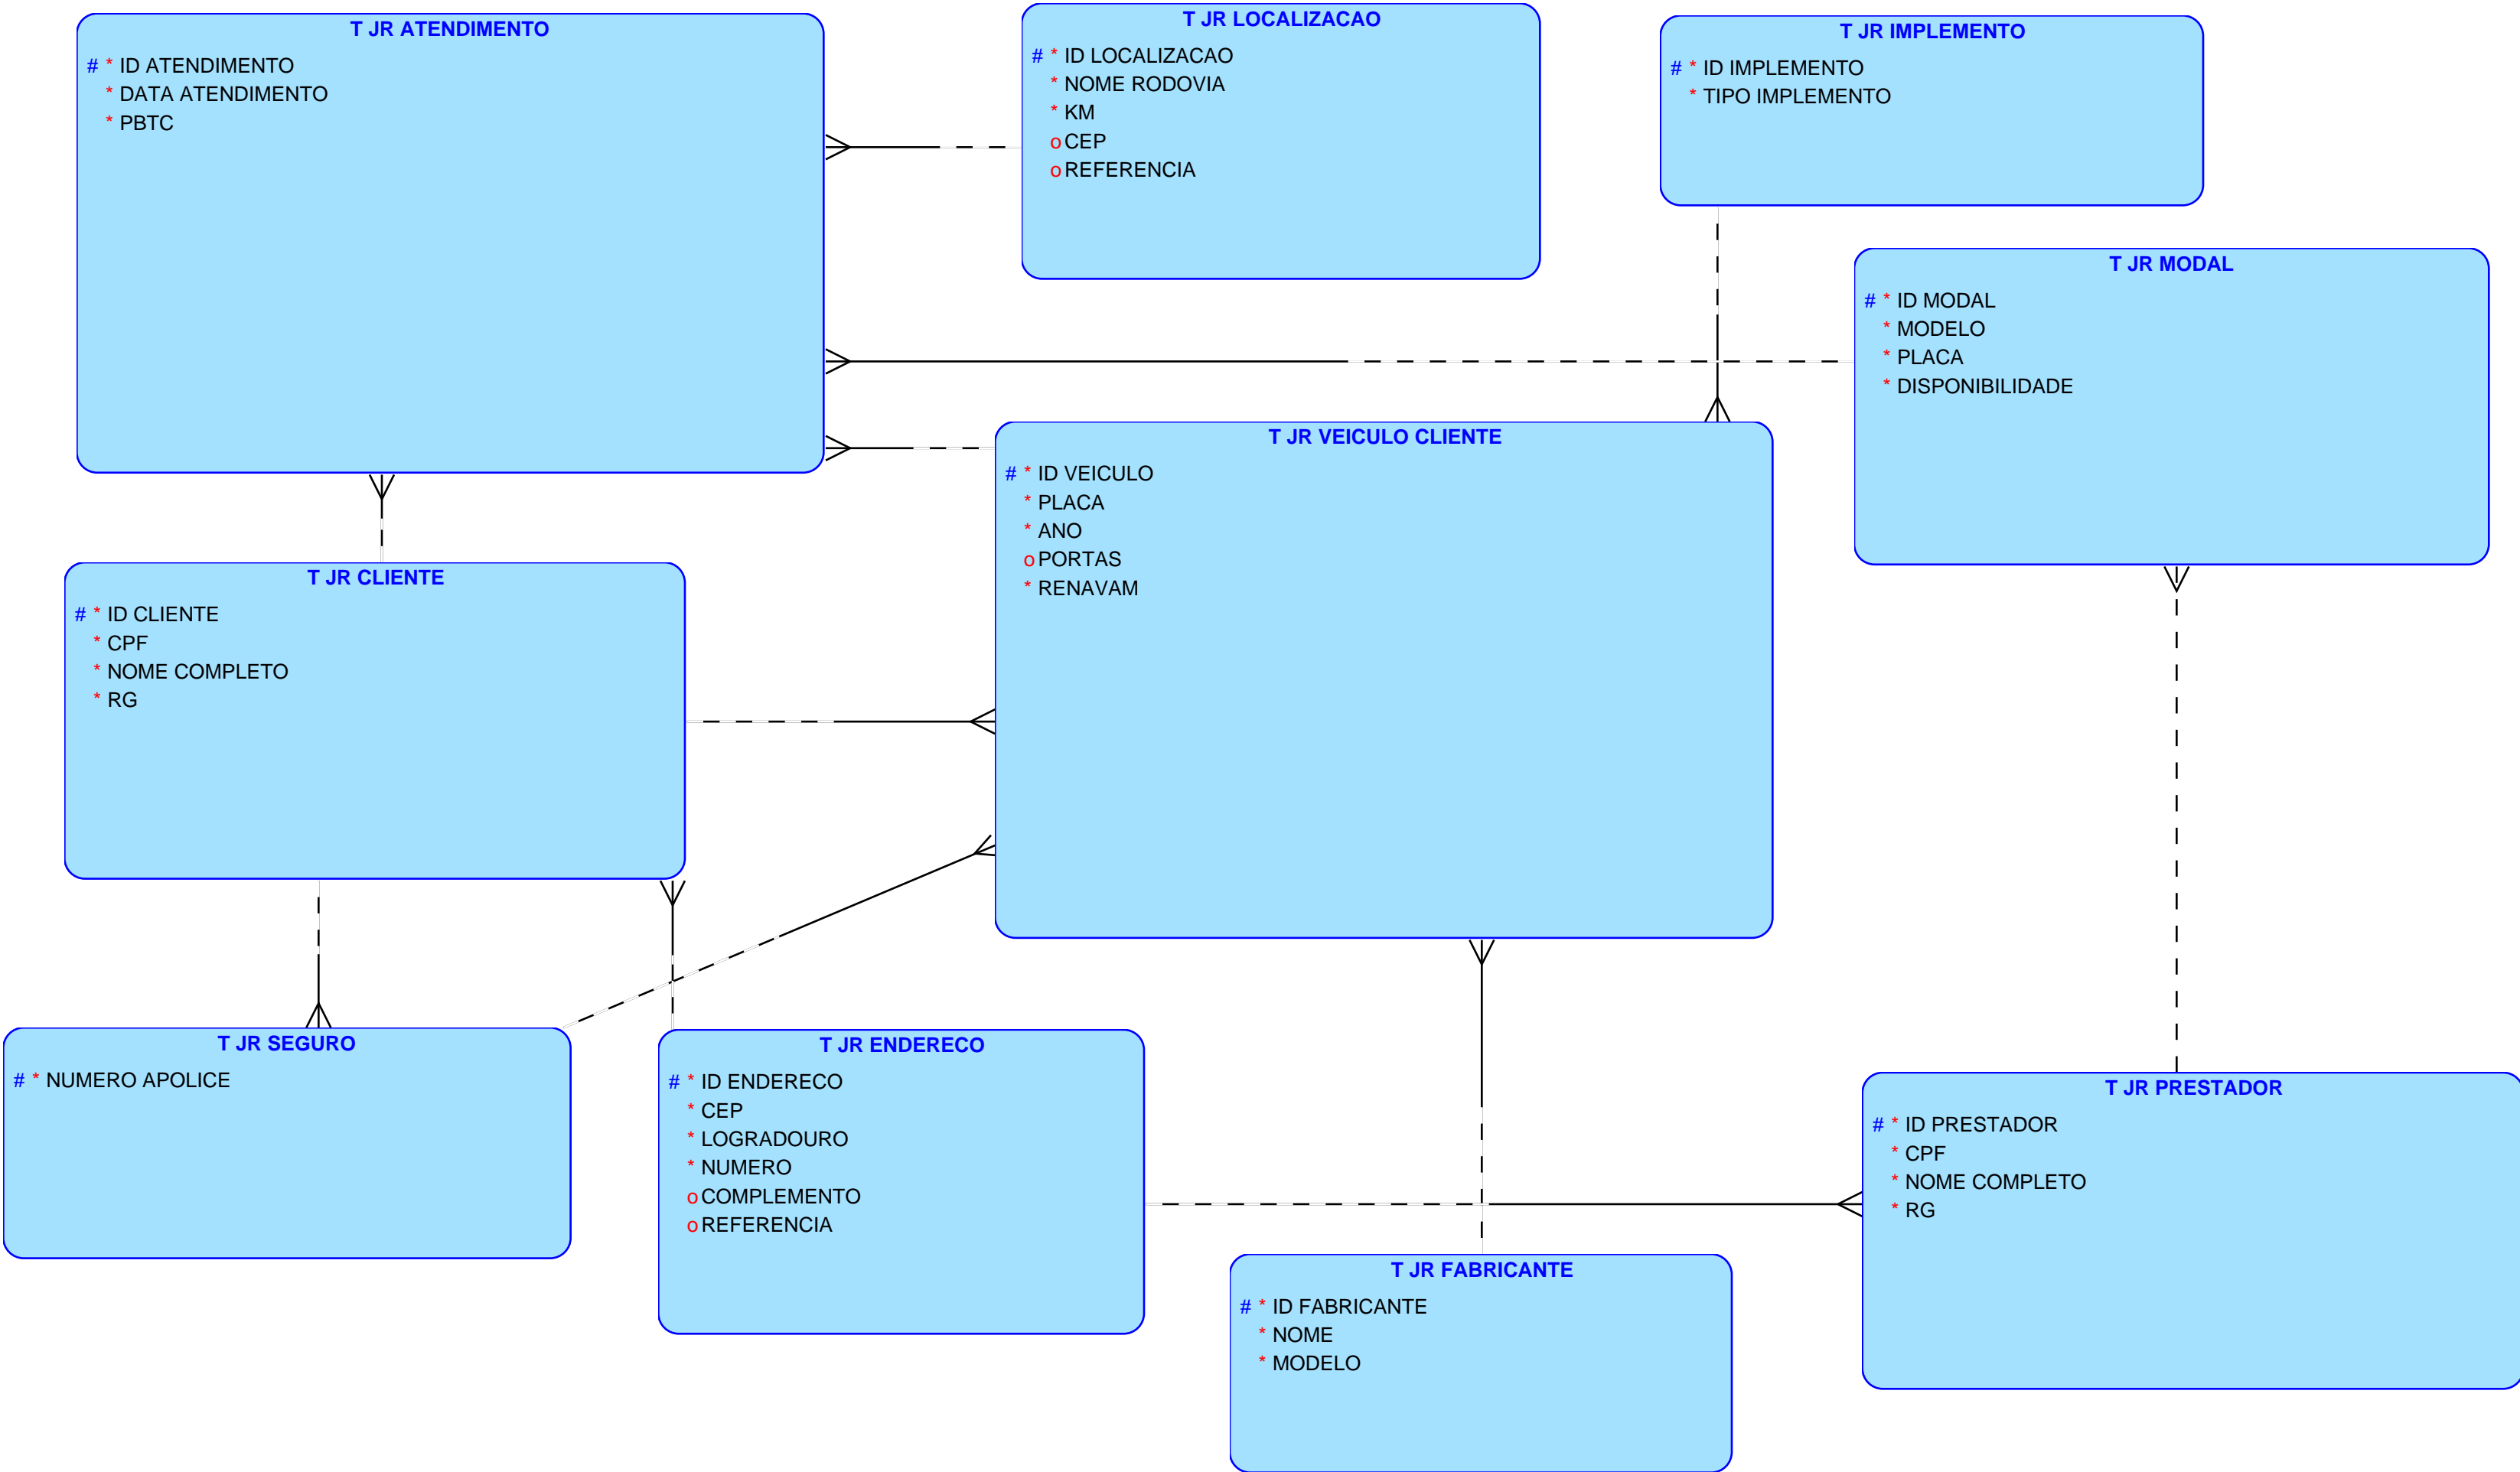 T JR ATENDIMENTO
# * ID ATENDIMENTO
* DATA ATENDIMENTO
* PBTC
T JR LOCALIZACAO
# * ID LOCALIZACAO
* NOME RODOVIA
* KM
o CEP
o REFERENCIA
T JR IMPLEMENTO
# * ID IMPLEMENTO
* TIPO IMPLEMENTO
T JR MODAL
# * ID MODAL
* MODELO
* PLACA
* DISPONIBILIDADE
T JR VEICULO CLIENTE
# * ID VEICULO
* PLACA
* ANO
o PORTAS
* RENAVAM
T JR CLIENTE
# * ID CLIENTE
* CPF
* NOME COMPLETO
* RG
T JR SEGURO
# * NUMERO APOLICE
T JR ENDERECO
# * ID ENDERECO
* CEP
* LOGRADOURO
* NUMERO
o COMPLEMENTO
o REFERENCIA
T JR PRESTADOR
# * ID PRESTADOR
* CPF
* NOME COMPLETO
* RG
T JR FABRICANTE
# * ID FABRICANTE
* NOME
* MODELO